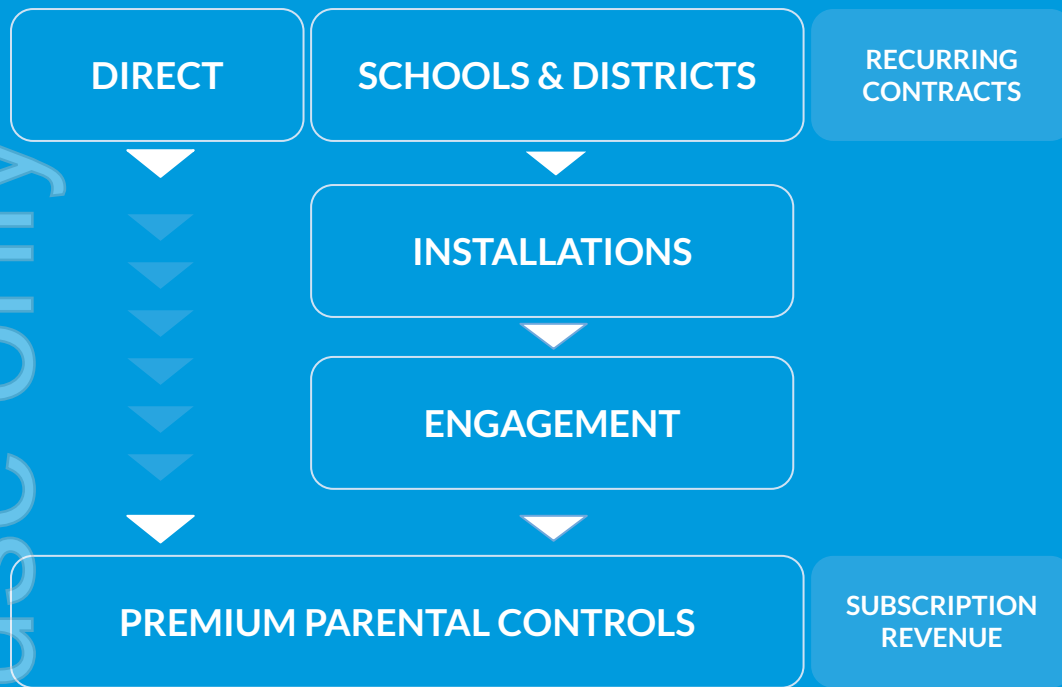 DIRECT
SCHOOLS & DISTRICTS
RECURRING
CONTRACTS
INSTALLATIONS
ENGAGEMENT
PREMIUM PARENTAL CONTROLS
SUBSCRIPTION
REVENUE